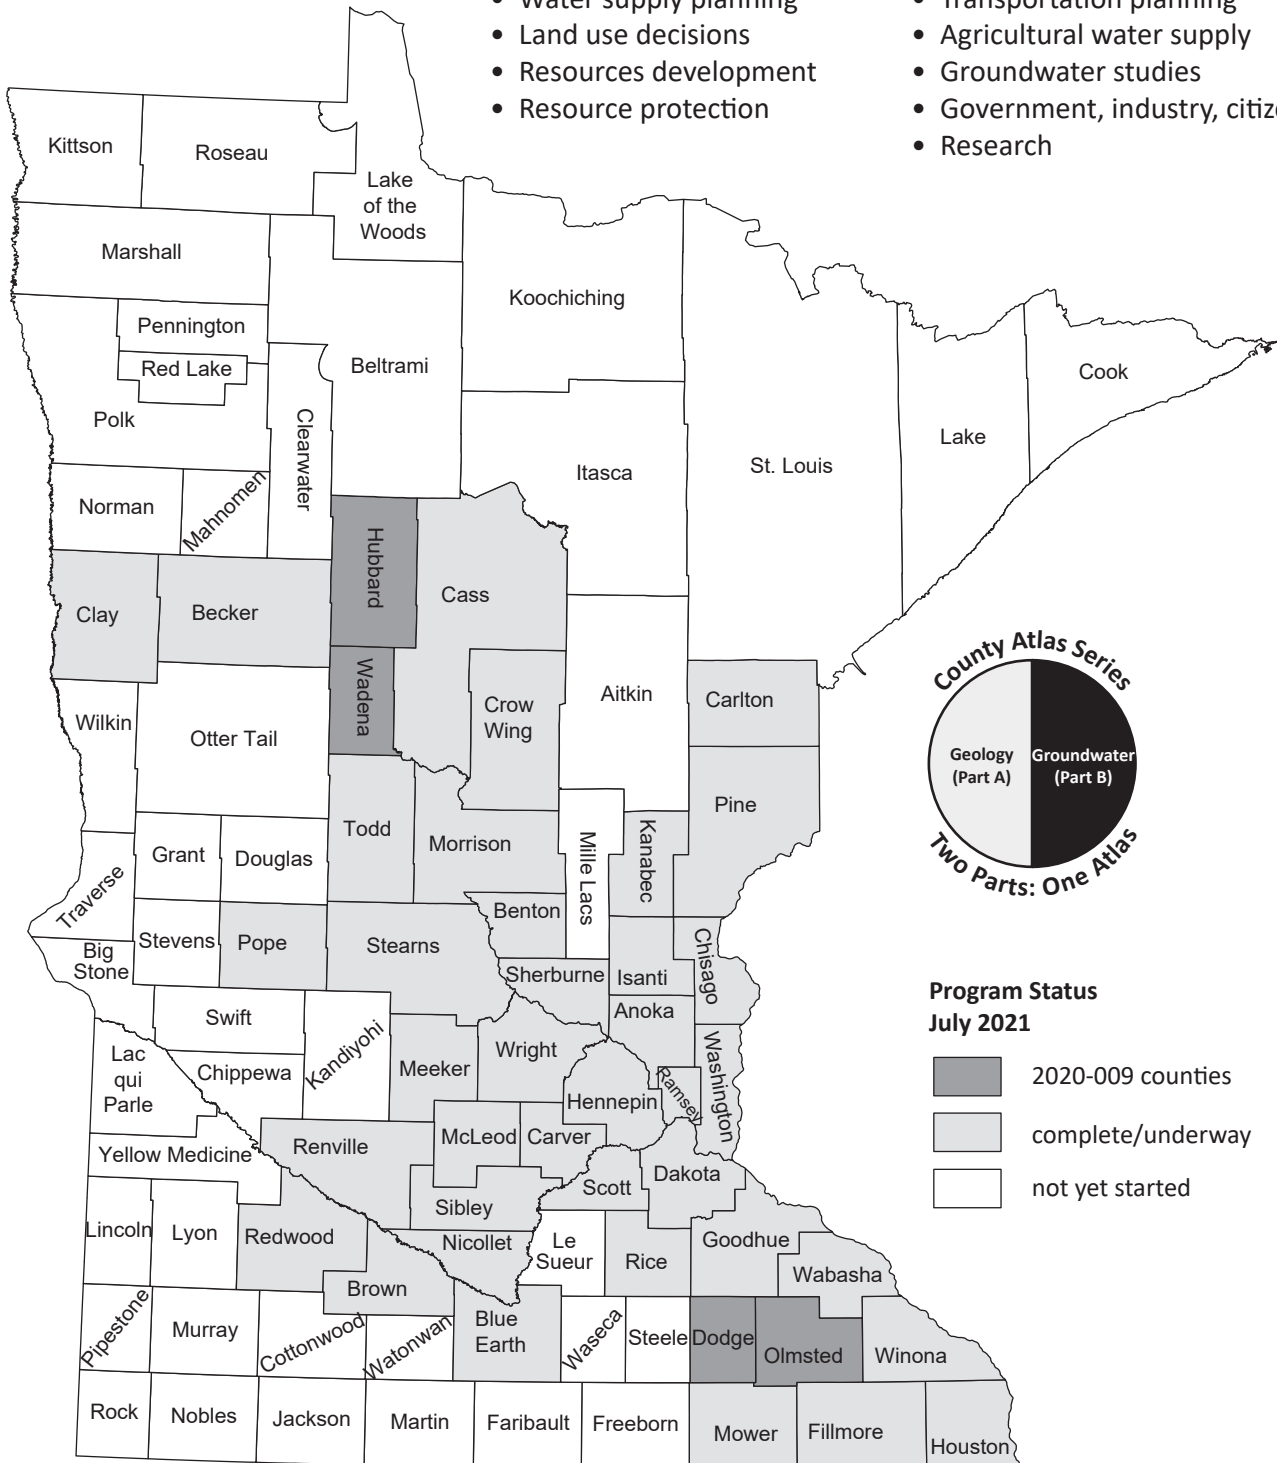 • Water supply planning
• Land use decisions
• Resources development
• Resource protection
• Transportation planning
• Agricultural water supply
• Groundwater studies
• Government, industry, citize
• Research
Kittson
Roseau
Lake
of the
Woods
Marshall
Koochiching
Pennington
Red Lake
Beltrami
Cook
Polk
Clearwater
Lake
St. Louis
Itasca
Norman
Mahnomen
Hubbard
Cass
Clay
Becker
Wadena
Aitkin
Carlton
Crow
Wing
Wilkin
Otter Tail
County Atlas Series
Geology
(Part A)
Groundwater
(Part B)
Two Parts: One Atlas
Pine
Todd
Morrison
Mille Lacs
Kanabec
Grant
Douglas
Traverse
Benton
Stevens
Pope
Stearns
Big
Stone
Sherburne
Isanti
Chisago
Anoka
Swift
Kandiyohi
Wright
Meeker
Washington
Lac
qui
Parle
Chippewa
Hennepin
Ramsey
McLeod
Carver
Renville
Yellow Medicine
Dakota
Scott
Sibley
Lincoln
Lyon
Redwood
Nicollet
Le
Sueur
Rice
Goodhue
Wabasha
Brown
Pipestone
Murray
Cottonwood
Watonwan
Blue
Earth
Waseca
Steele
Dodge
Olmsted
Winona
Rock
Nobles
Jackson
Martin
Faribault
Freeborn
Mower
Fillmore
Houston
Program Status
July 2021
2020-009 counties
complete/underway
not yet started